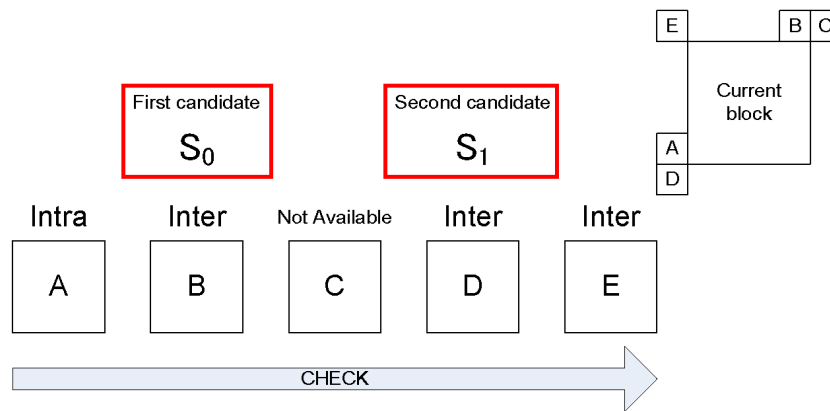 E
B
C
Current
block
A
D
First candidate
S₀
Second candidate
S₁
Intra
Inter
Not Available
Inter
Inter
A
B
C
D
E
CHECK